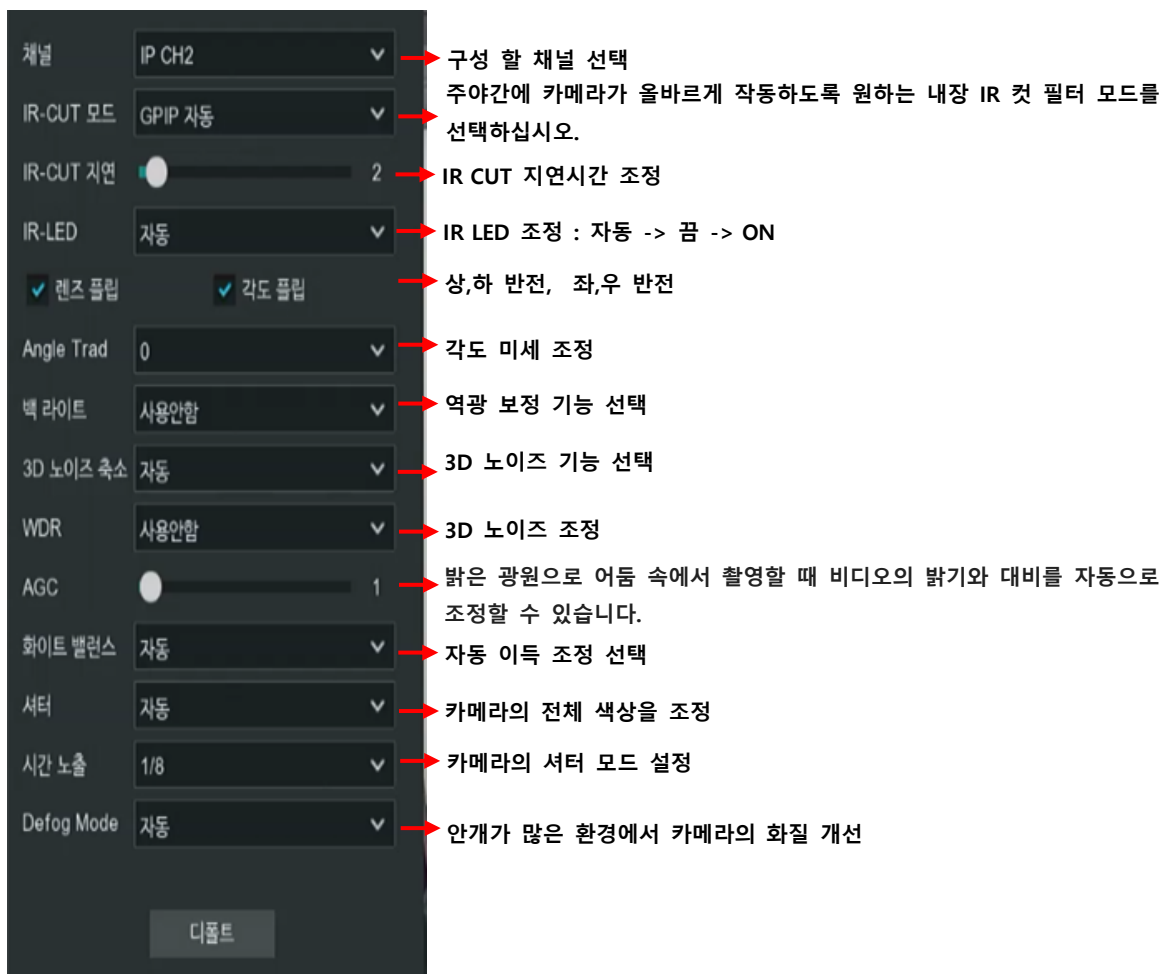 채널 IP CH2 구성 할 채널 선택
IR-CUT 모드 GPIP 자동 주야간에 카메라가 올바르게 작동하도록 원하는 내장 IR 컷 필터 모드를
선택하십시오.
IR-CUT 지연 2 IR CUT 지연시간 조정
IR-LED 자동 IR LED 조정 : 자동 -> 끔 -> ON
렌즈 플립 각도 플립 상,하 반전, 좌,우 반전
Angle Trad 0 각도 미세 조정
백 라이트 사용안함 역광 보정 기능 선택
3D 노이즈 축소 자동 3D 노이즈 기능 선택
WDR 사용안함 3D 노이즈 조정
AGC 1 밝은 광원으로 어둠 속에서 촬영할 때 비디오의 밝기와 대비를 자동으로
조정할 수 있습니다.
화이트 밸런스 자동 자동 이득 조정 선택
셔터 자동 카메라의 전체 색상을 조정
시간 노출 1/8 카메라의 셔터 모드 설정
Defog Mode 자동 안개가 많은 환경에서 카메라의 화질 개선
디폴트